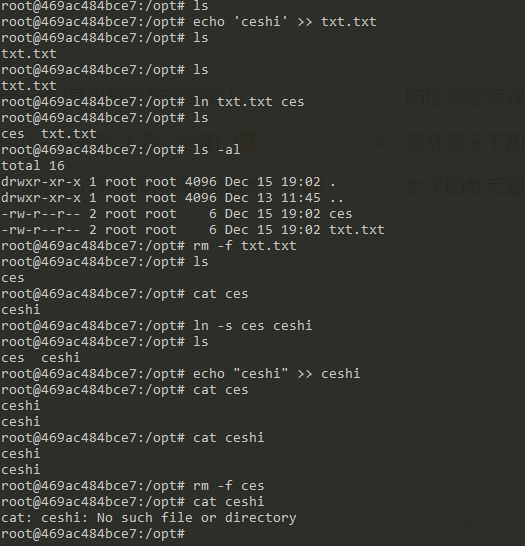 root@469ac484bce7:/opt# ls
root@469ac484bce7:/opt# echo 'ceshi' >> txt.txt
root@469ac484bce7:/opt# ls
txt.txt
root@469ac484bce7:/opt# ls
txt.txt
root@469ac484bce7:/opt# ln txt.txt ces
root@469ac484bce7:/opt# ls
ces  txt.txt
root@469ac484bce7:/opt# ls -al
total 16
drwxr-xr-x 1 root root 4096 Dec 15 19:02 .
drwxr-xr-x 1 root root 4096 Dec 13 11:45 ..
-rw-r--r-- 2 root root    6 Dec 15 19:02 ces
-rw-r--r-- 2 root root    6 Dec 15 19:02 txt.txt
root@469ac484bce7:/opt# rm -f txt.txt
root@469ac484bce7:/opt# ls
ces
root@469ac484bce7:/opt# cat ces
ceshi
root@469ac484bce7:/opt# ln -s ces ceshi
root@469ac484bce7:/opt# ls
ces  ceshi
root@469ac484bce7:/opt# echo "ceshi" >> ceshi
root@469ac484bce7:/opt# cat ces
ceshi
ceshi
root@469ac484bce7:/opt# cat ceshi
ceshi
ceshi
root@469ac484bce7:/opt# rm -f ces
root@469ac484bce7:/opt# cat ceshi
cat: ceshi: No such file or directory
root@469ac484bce7:/opt#